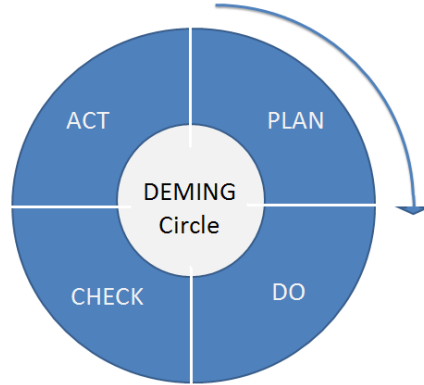 ACT
PLAN
DEMING
Circle
CHECK
DO